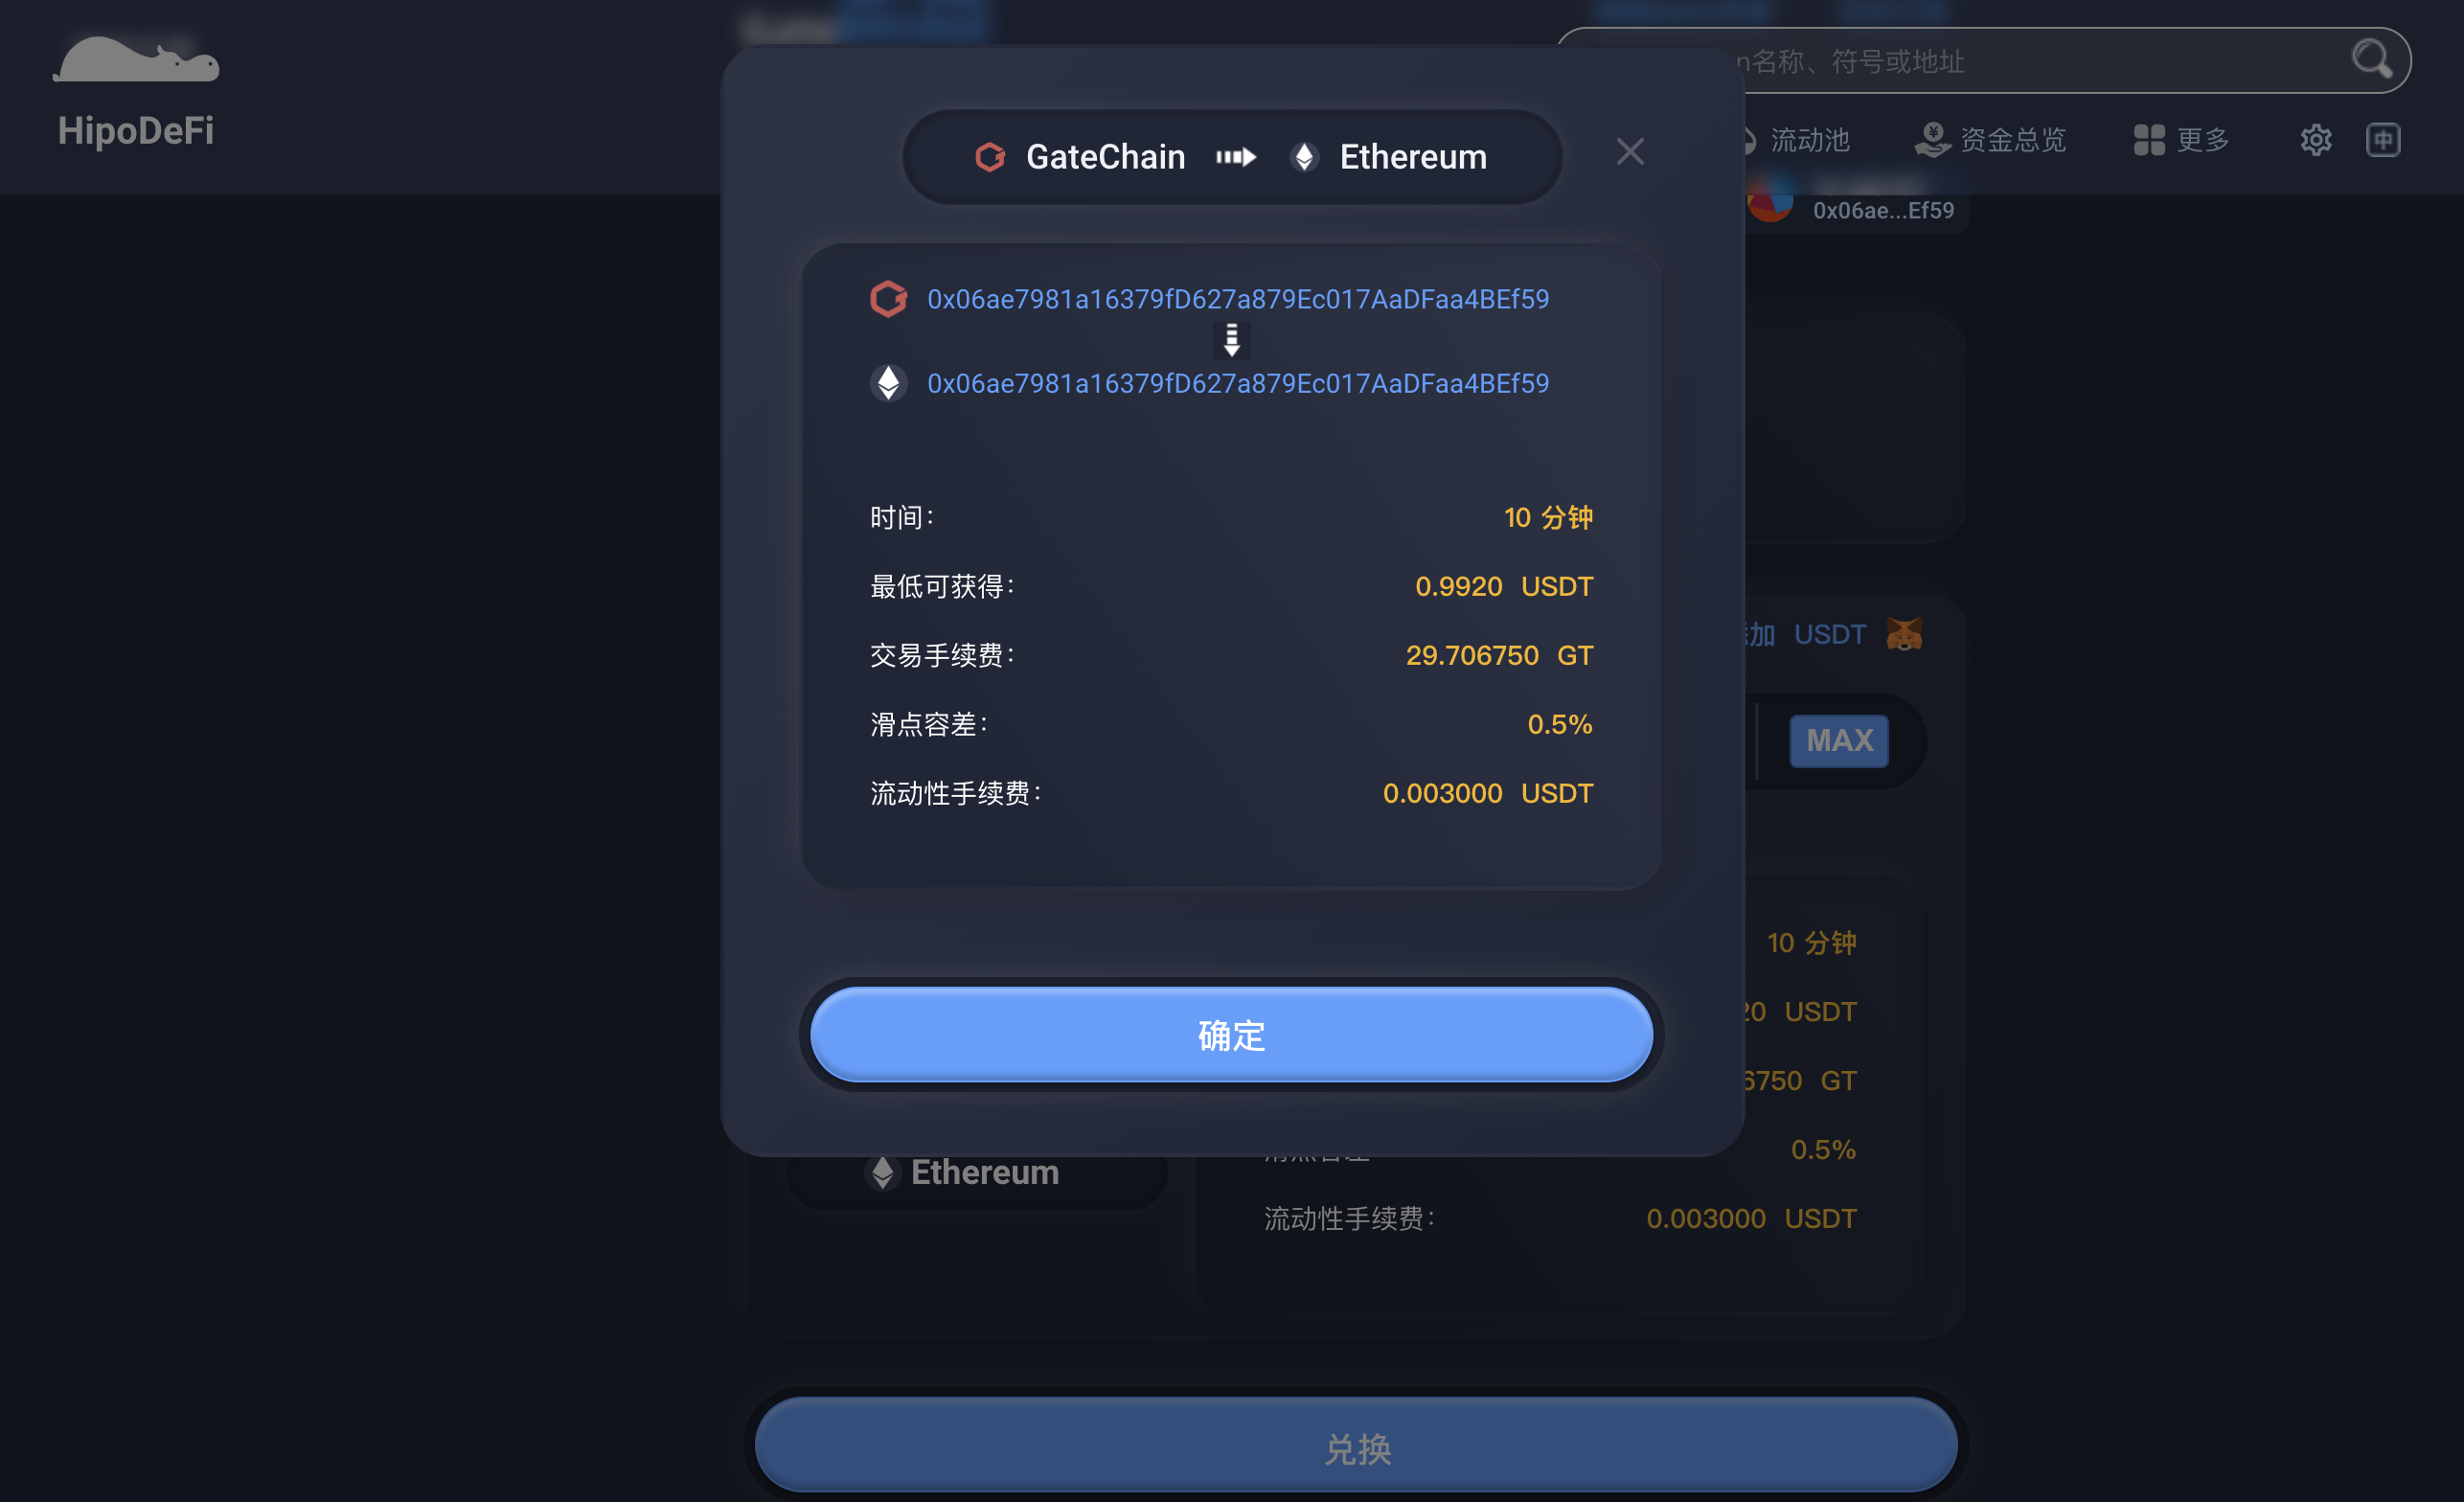 HipoDeFi
n名称、符号或地址
流动池
资金总览
更多
中
0x06ae...Ef59
GateChain
Ethereum
0x06ae7981a16379fD627a879Ec017AaDFaa4BEf59
0x06ae7981a16379fD627a879Ec017AaDFaa4BEf59
时间: 10 分钟
最低可获得: 0.9920 USDT
交易手续费: 29.706750 GT
滑点容差: 0.5%
流动性手续费: 0.003000 USDT
确定
加 USDT
MAX
10 分钟
20 USDT
6750 GT
0.5%
Ethereum
流动性手续费: 0.003000 USDT
兑换